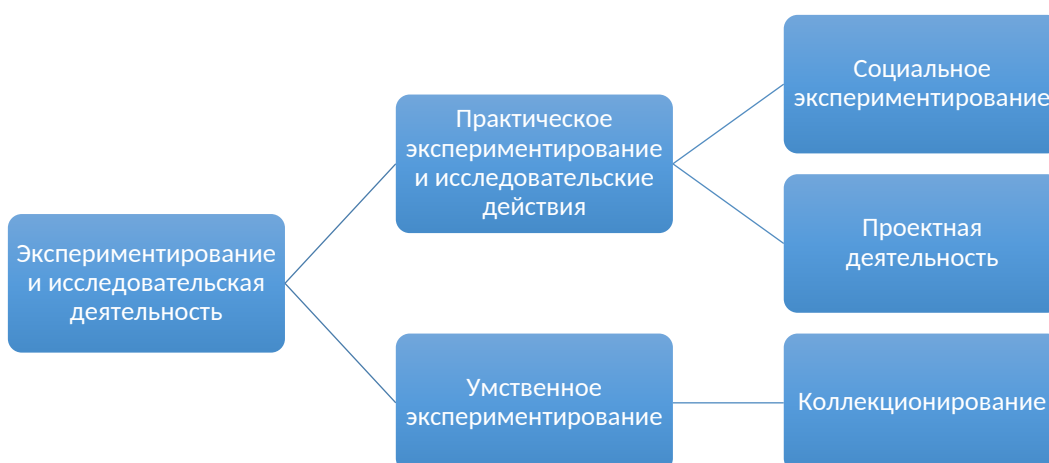 Экспериментирование
и исследовательская
деятельность
Практическое
экспериментирование
и исследовательские
действия
Социальное
экспериментирование
Проектная
деятельность
Умственное
экспериментирование
Коллекционирование